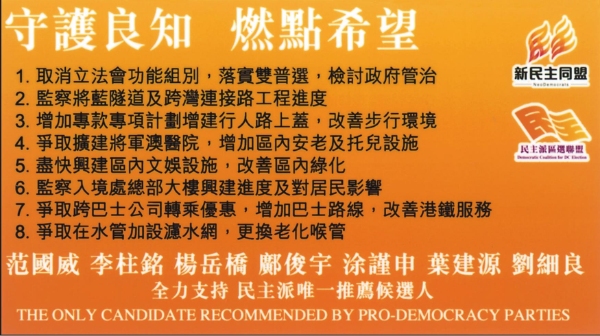 守護良知 燃點希望
1. 取消立法會功能組別，落實雙普選，檢討政府管治
2. 監察將藍隧道及跨灣連接路工程進度
3. 增加專款專項計劃增建行人路上蓋，改善步行環境
4. 爭取擴建將軍澳醫院，增加區內安老及托兒設施
5. 盡快興建區內文娛設施，改善區內綠化
6. 監察入境處總部大樓興建進度及對居民影響
7. 爭取跨巴士公司轉乘優惠，增加巴士路線，改善港鐵服務
8. 爭取在水管加設濾水網，更換老化喉管
新民主同盟
NeoDemocrats
民主
民主派區選聯盟
Democratic Coalition for DC Election
范國威 李柱銘 楊岳橋 鄺俊宇 涂謹申 葉建源 劉細良
全力支持 民主派唯一推薦候選人
THE ONLY CANDIDATE RECOMMENDED BY PRO-DEMOCRACY PARTIES